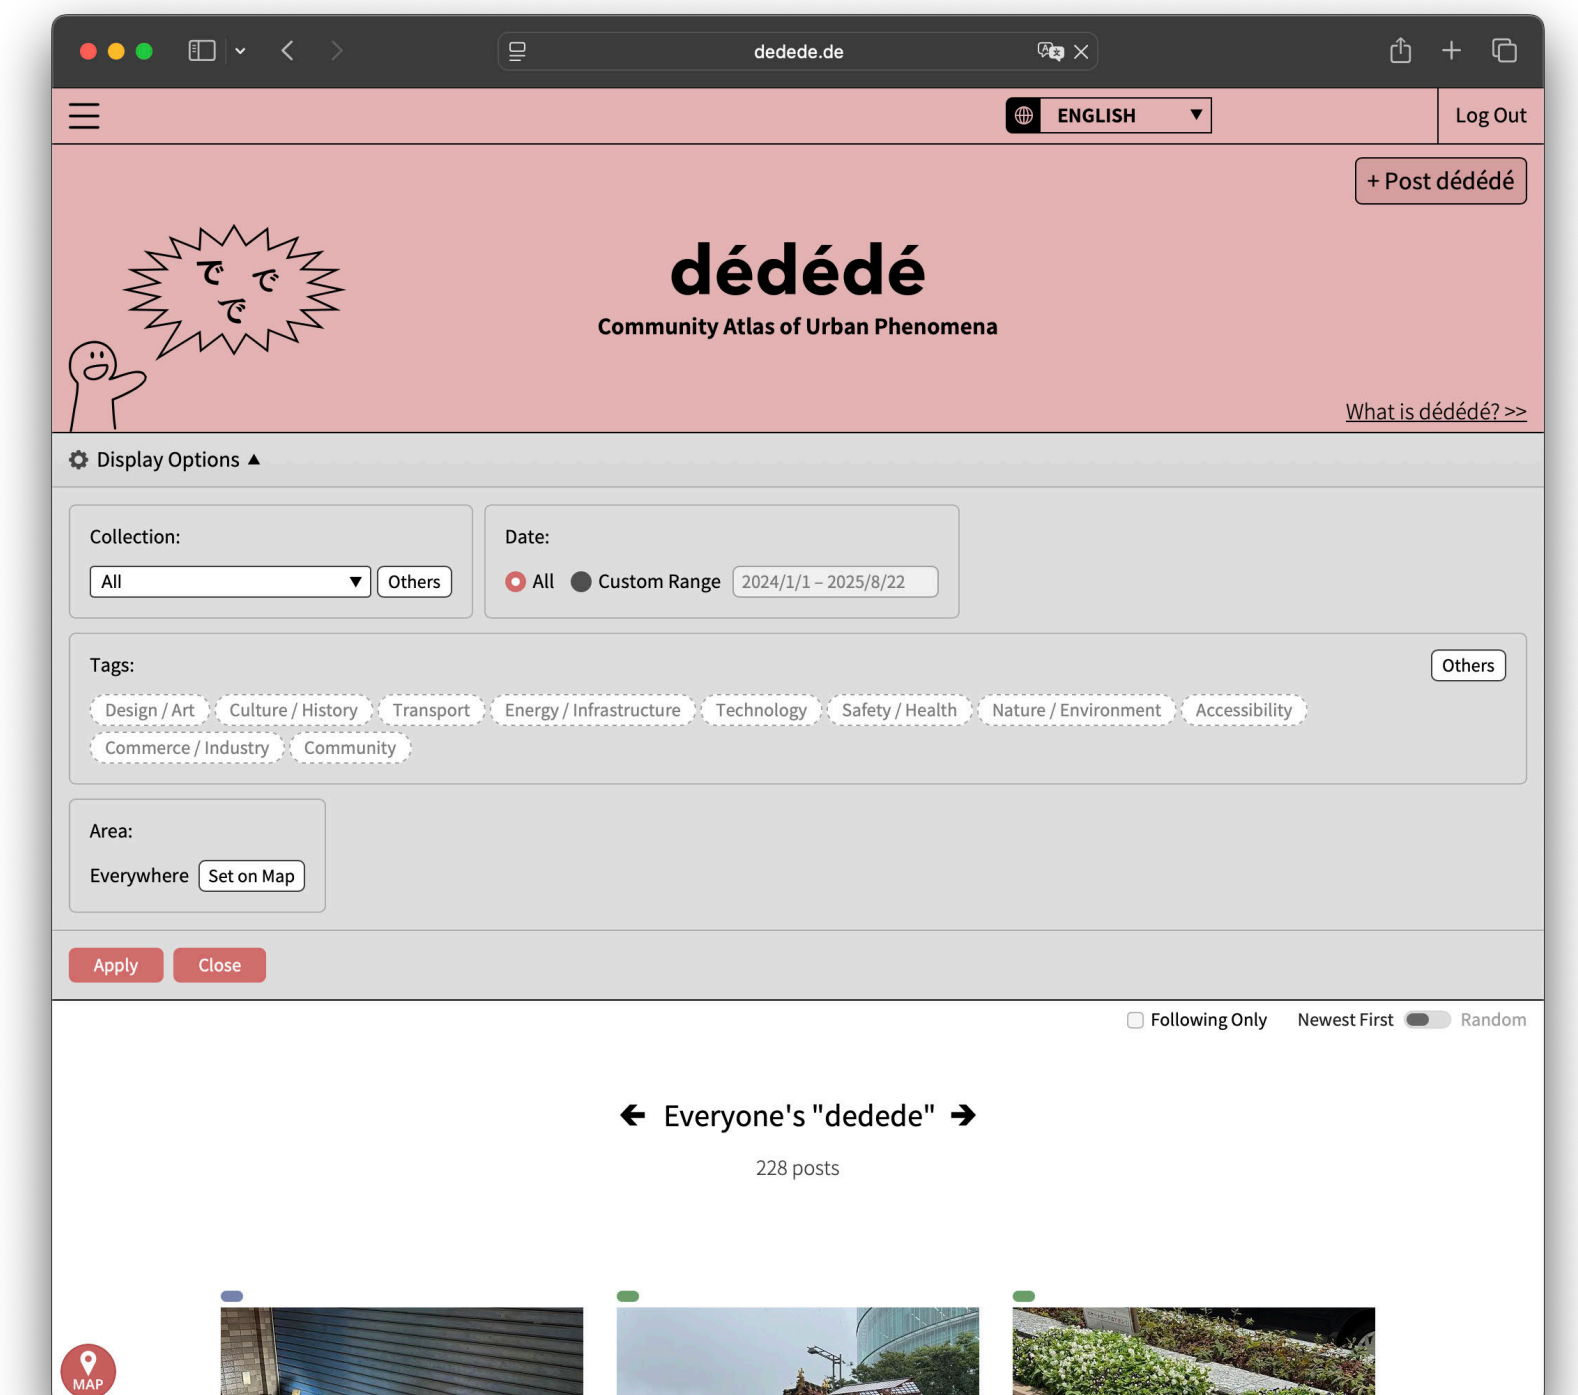 dedede.de
ENGLISH
Log Out
+ Post dédédé
で で
で
dédédé
Community Atlas of Urban Phenomena
What is dédédé? >>
Display Options ▲
Collection:
All
Others
Date:
All
Custom Range
2024/1/1 – 2025/8/22
Tags:
Others
Design / Art
Culture / History
Transport
Energy / Infrastructure
Technology
Safety / Health
Nature / Environment
Accessibility
Commerce / Industry
Community
Area:
Everywhere
Set on Map
Apply
Close
Following Only
Newest First
Random
Everyone's "dedede"
228 posts
MAP